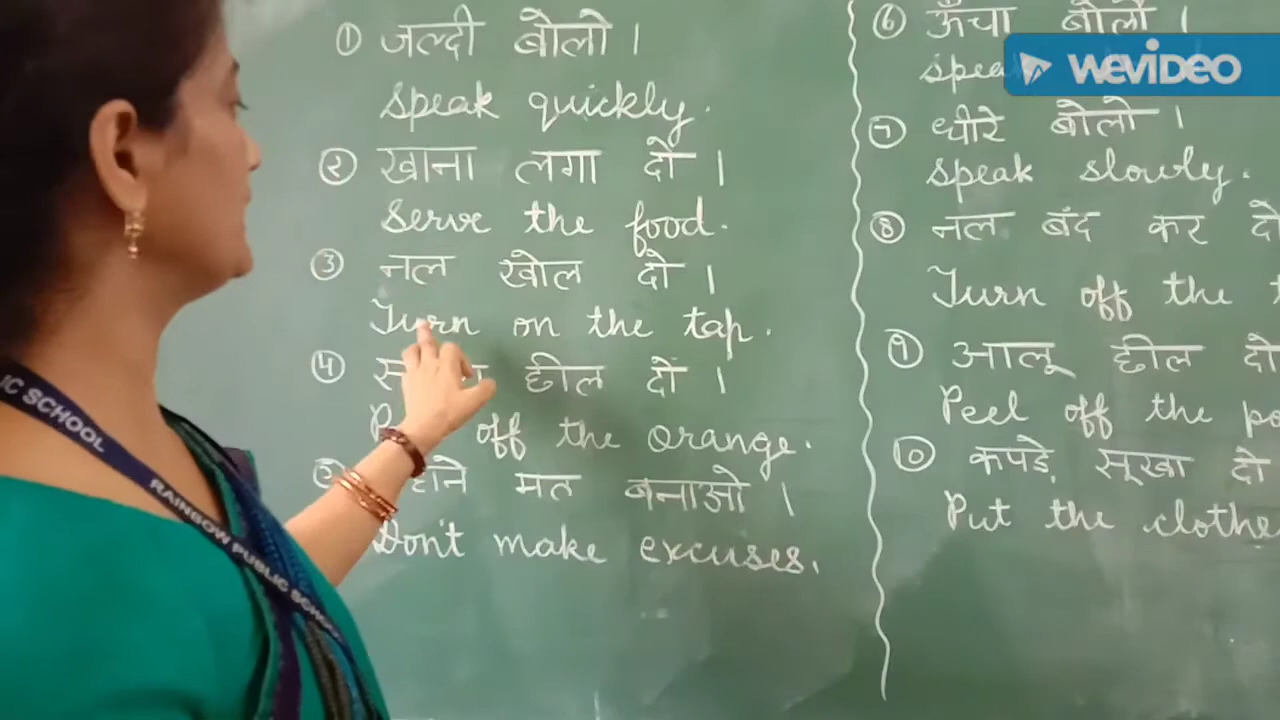 ① जल्दी बोलो ।
Speak quickly.
② खाना लगा दो ।
Serve the food.
③ नल खोल दो ।
Turn on the tap.
④ छील दो ।
off the orange.
मत बनाओ ।
Don't make excuses.
⑥ ऊँचा बोलो ।
⑦ धीरे बोलो ।
Speak slowly.
⑧ नल बंद कर दो
Turn off the
⑨ आलू छील दो
Peel off the
⑩ कपड़े सूखा दो
Put the
WEVIDEO
IC SCHOOL
RAINBOW PUBLIC SCHOOL